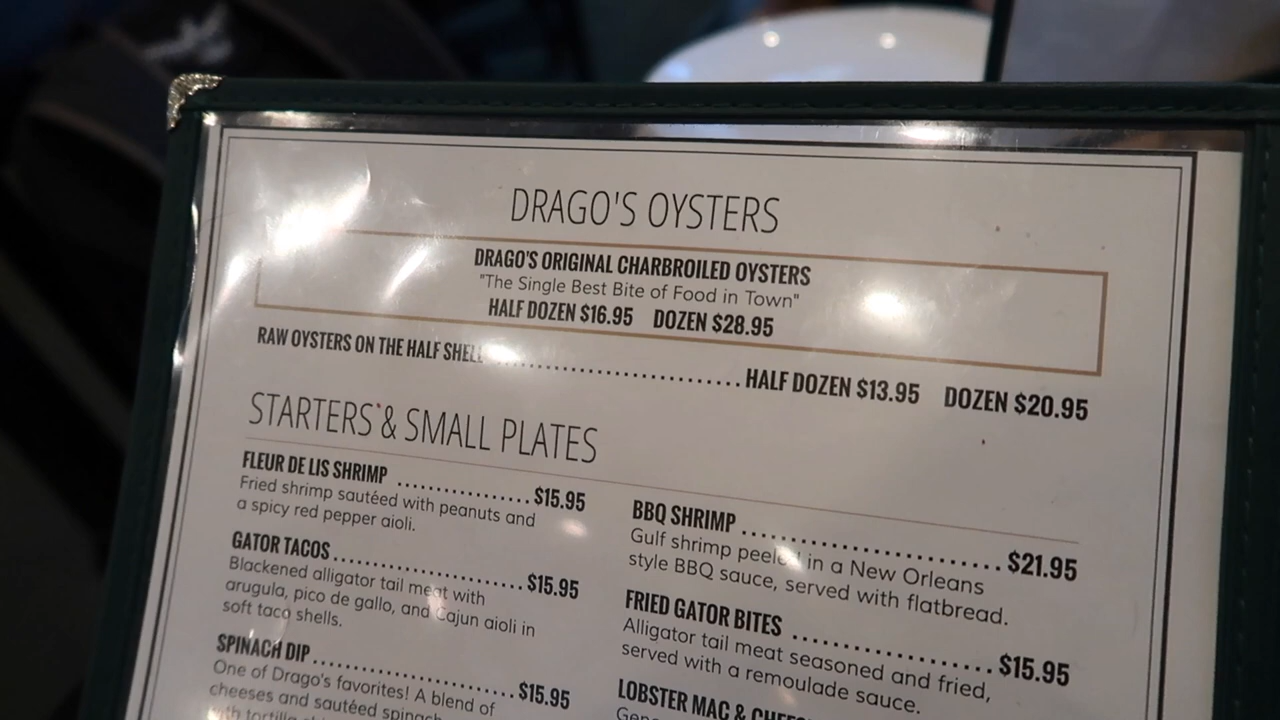 DRAGO'S OYSTERS
DRAGO'S ORIGINAL CHARBROILED OYSTERS
"The Single Best Bite of Food in Town"
HALF DOZEN $16.95 DOZEN $28.95
RAW OYSTERS ON THE HALF SHELL ........................... HALF DOZEN $13.95 DOZEN $20.95
STARTERS & SMALL PLATES
FLEUR DE LIS SHRIMP ................. $15.95
Fried shrimp sautéed with peanuts and
a spicy red pepper aioli.
GATOR TACOS ......................... $15.95
Blackened alligator tail meat with
arugula, pico de gallo, and Cajun aioli in
soft taco shells.
SPINACH DIP ........................... $15.95
One of Drago's favorites! A blend of
cheeses and sautéed spinach
with tortilla
BBQ SHRIMP ............................ $21.95
Gulf shrimp peeled in a New Orleans
style BBQ sauce, served with flatbread.
FRIED GATOR BITES ..................... $15.95
Alligator tail meat seasoned and fried,
served with a remoulade sauce.
LOBSTER MAC & CHEESE